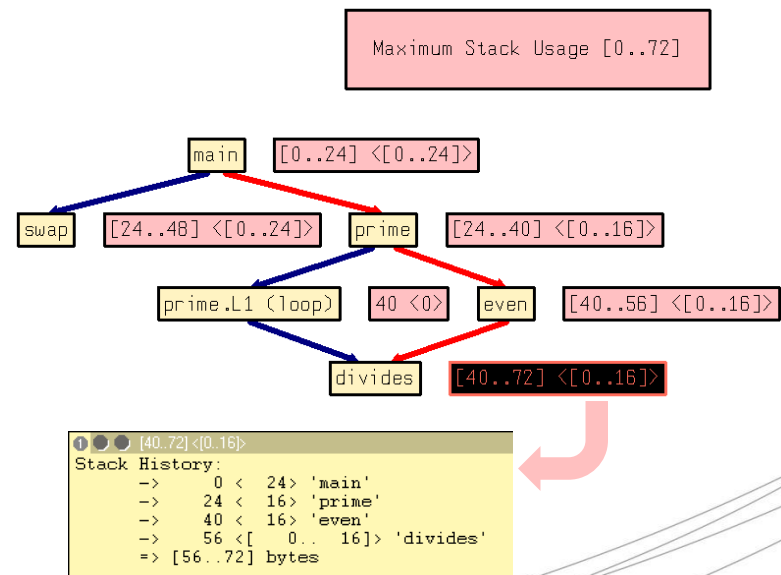 Maximum Stack Usage [0..72]
main [0..24] <[0..24]>
swap [24..48] <[0..24]> prime [24..40] <[0..16]>
prime.L1 (loop) 40 <0> even [40..56] <[0..16]>
divides [40..72] <[0..16]>
1 [40..72] <[0..16]>
Stack History:
-> 0 < 24> 'main'
-> 24 < 16> 'prime'
-> 40 < 16> 'even'
-> 56 <[ 0.. 16]> 'divides'
=> [56..72] bytes